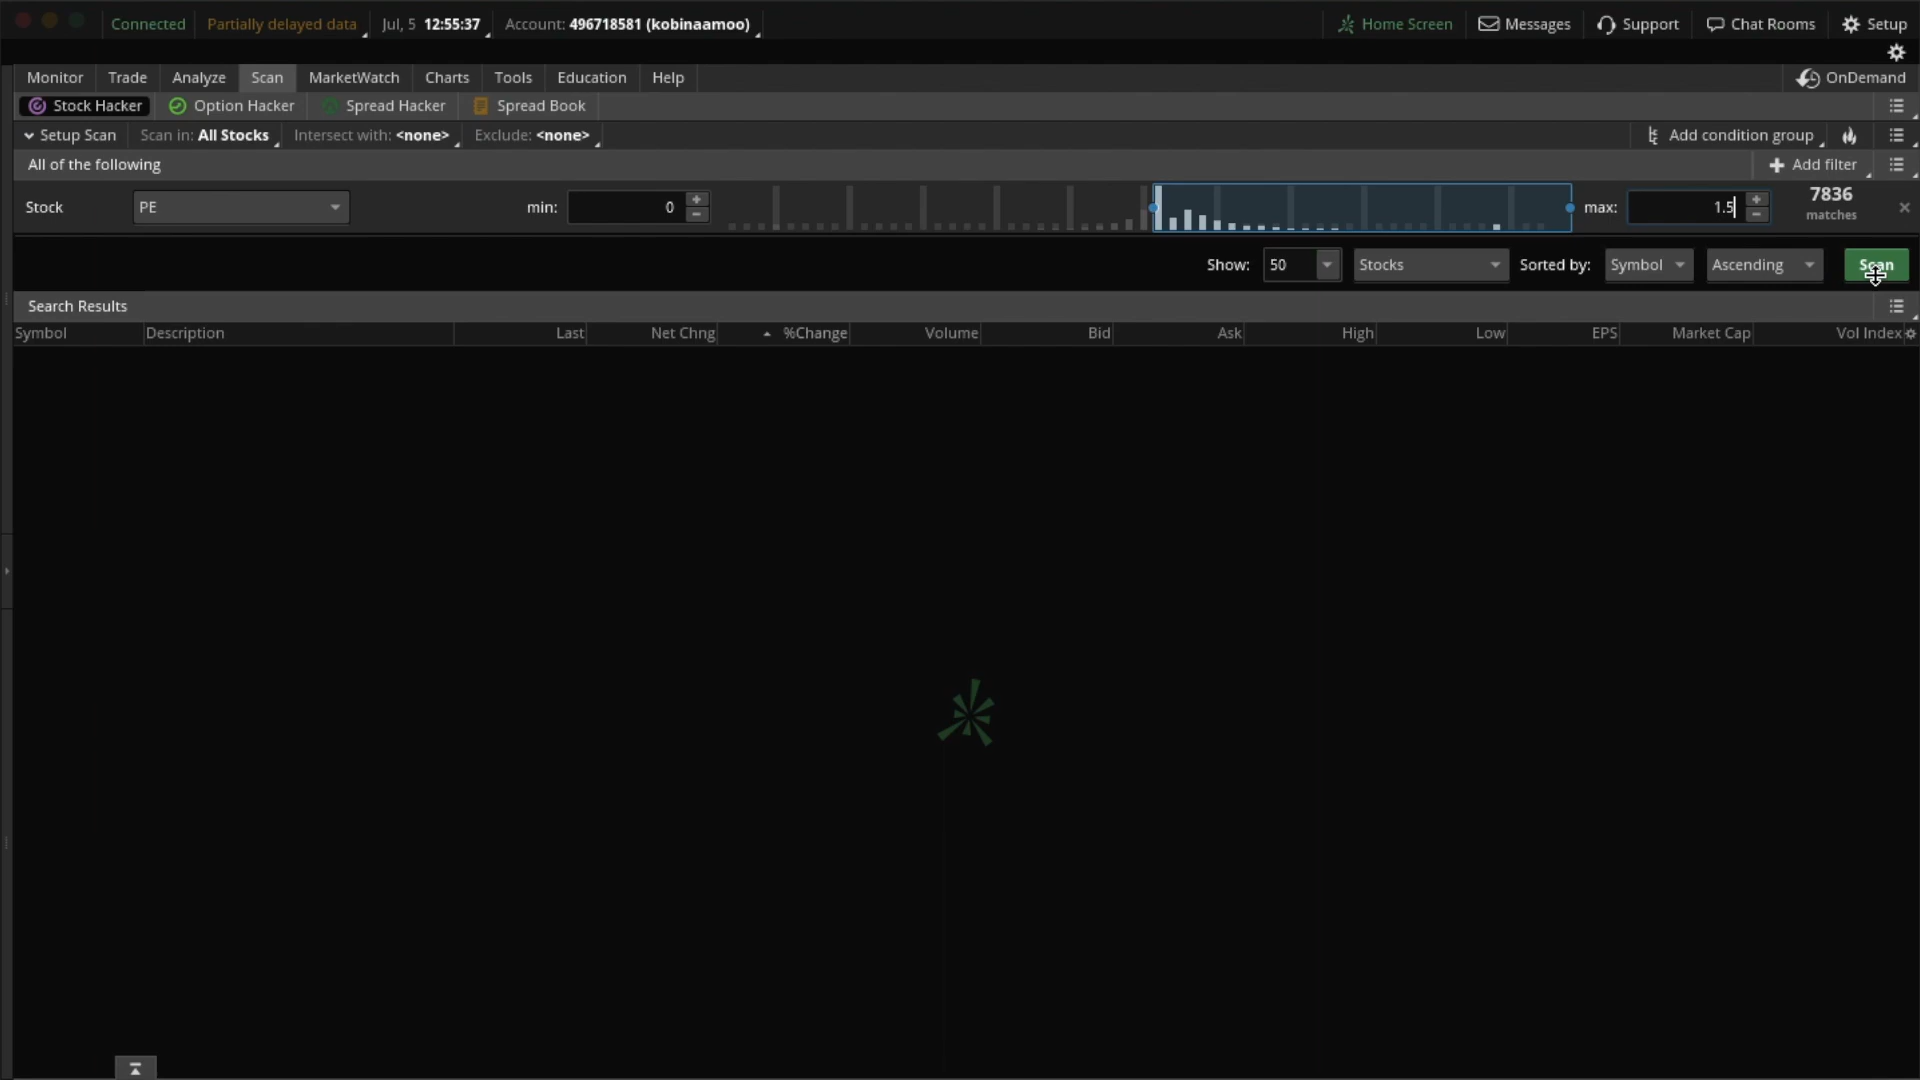 Connected Partially delayed data Jul, 5 12:55:37 Account: 496718581 (kobinaamoo) Home Screen Messages Support Chat Rooms Setup
Monitor Trade Analyze Scan MarketWatch Charts Tools Education Help OnDemand
Stock Hacker Option Hacker Spread Hacker Spread Book
Setup Scan Scan in: All Stocks Intersect with: <none> Exclude: <none> Add condition group
All of the following Add filter
Stock PE min: 0 max: 1.5 7836
matches
Show: 50 Stocks Sorted by: Symbol Ascending Scan
Search Results
Symbol Description Last Net Chng %Change Volume Bid Ask High Low EPS Market Cap Vol Index